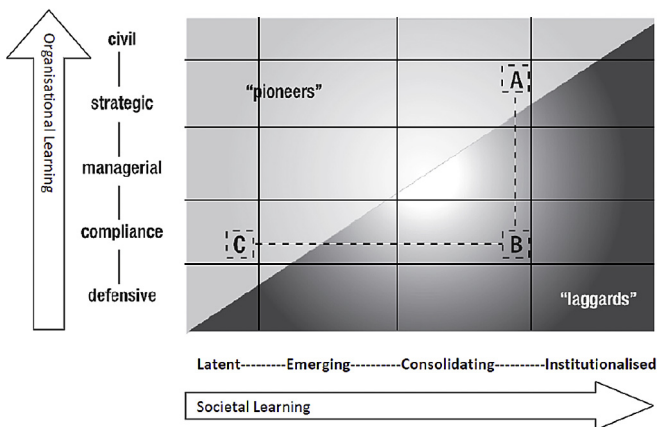 Organisational Learning
civil
strategic
managerial
compliance
defensive
"pioneers"
A
C
B
"laggards"
Latent---------Emerging----------Consolidating---------Institutionalised
Societal Learning